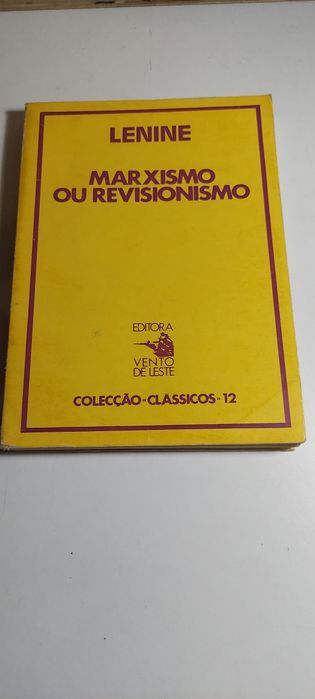 LENINE
MARXISMO
OU REVISIONISMO
EDITORA
VENTO
DE LESTE
COLECÇÃO-CLÁSSICOS-12